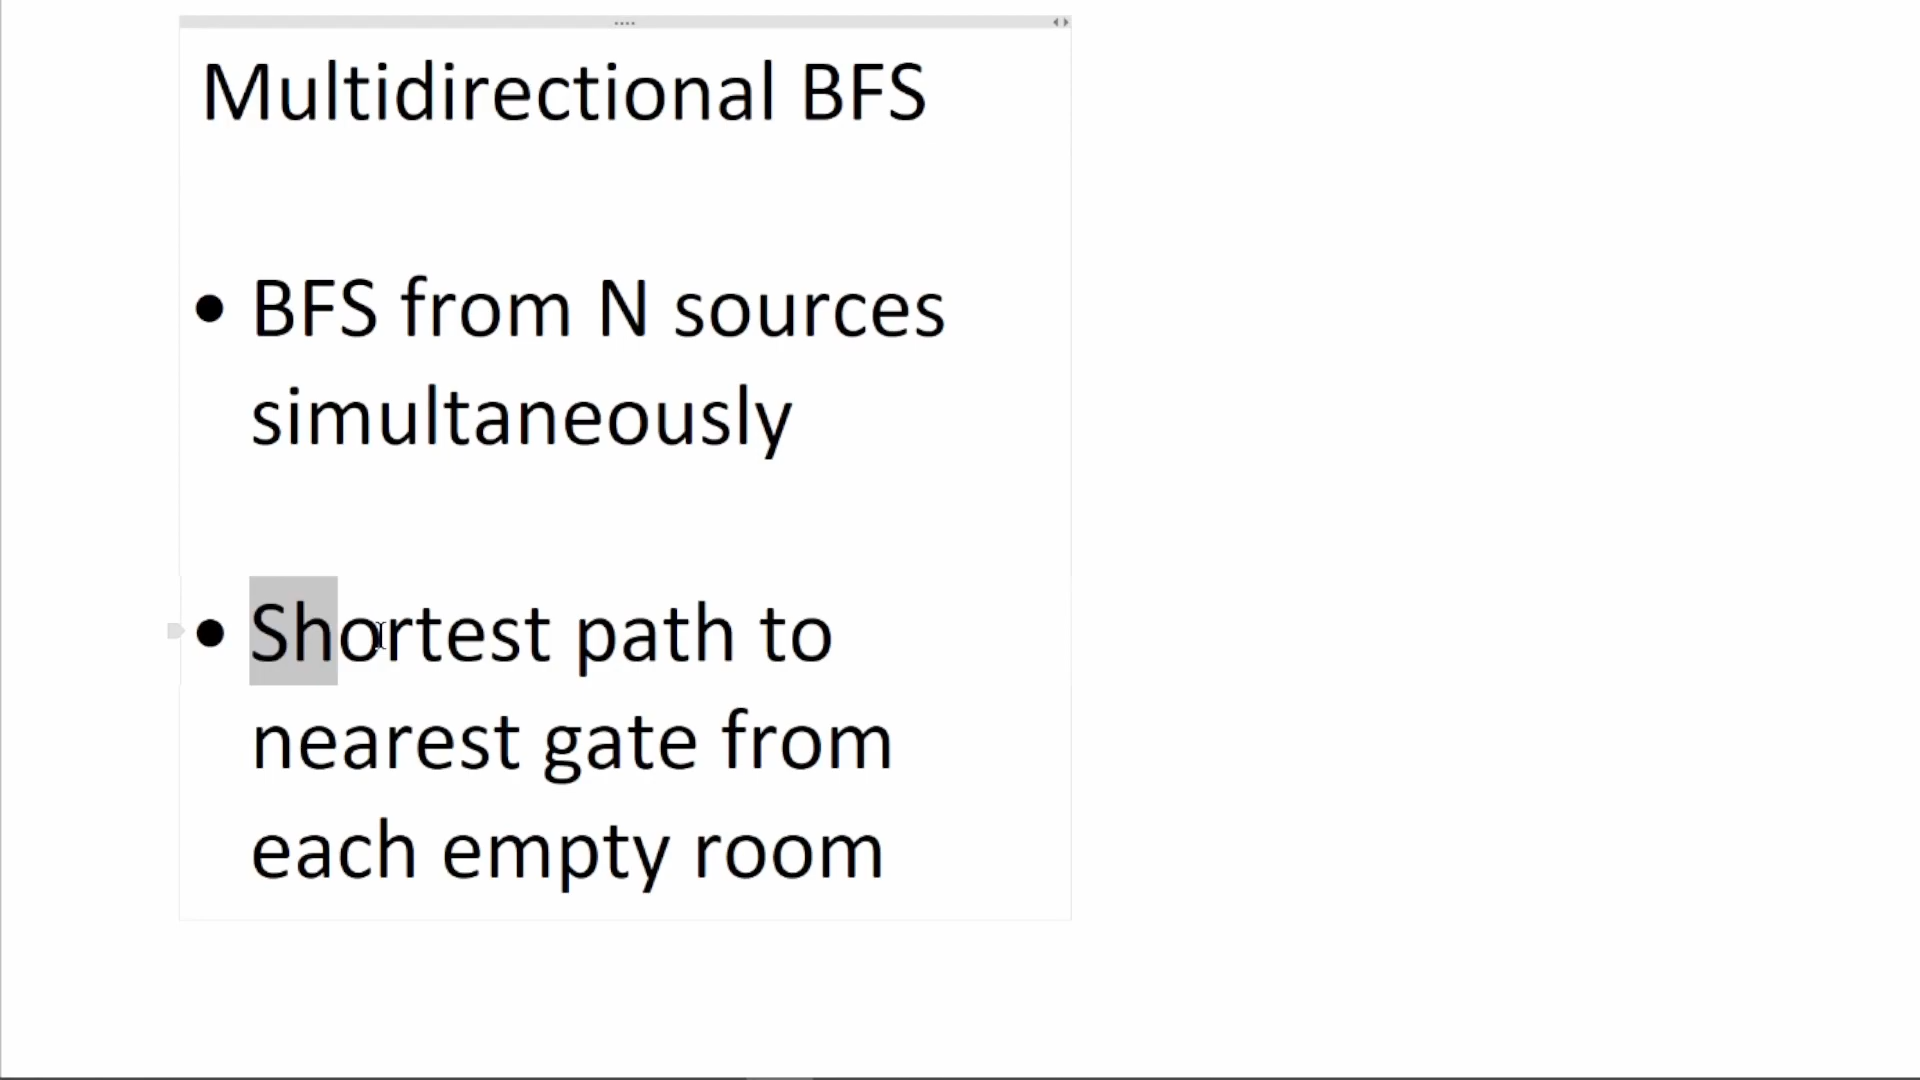 Multidirectional BFS
• BFS from N sources
simultaneously
• Shortest path to
nearest gate from
each empty room